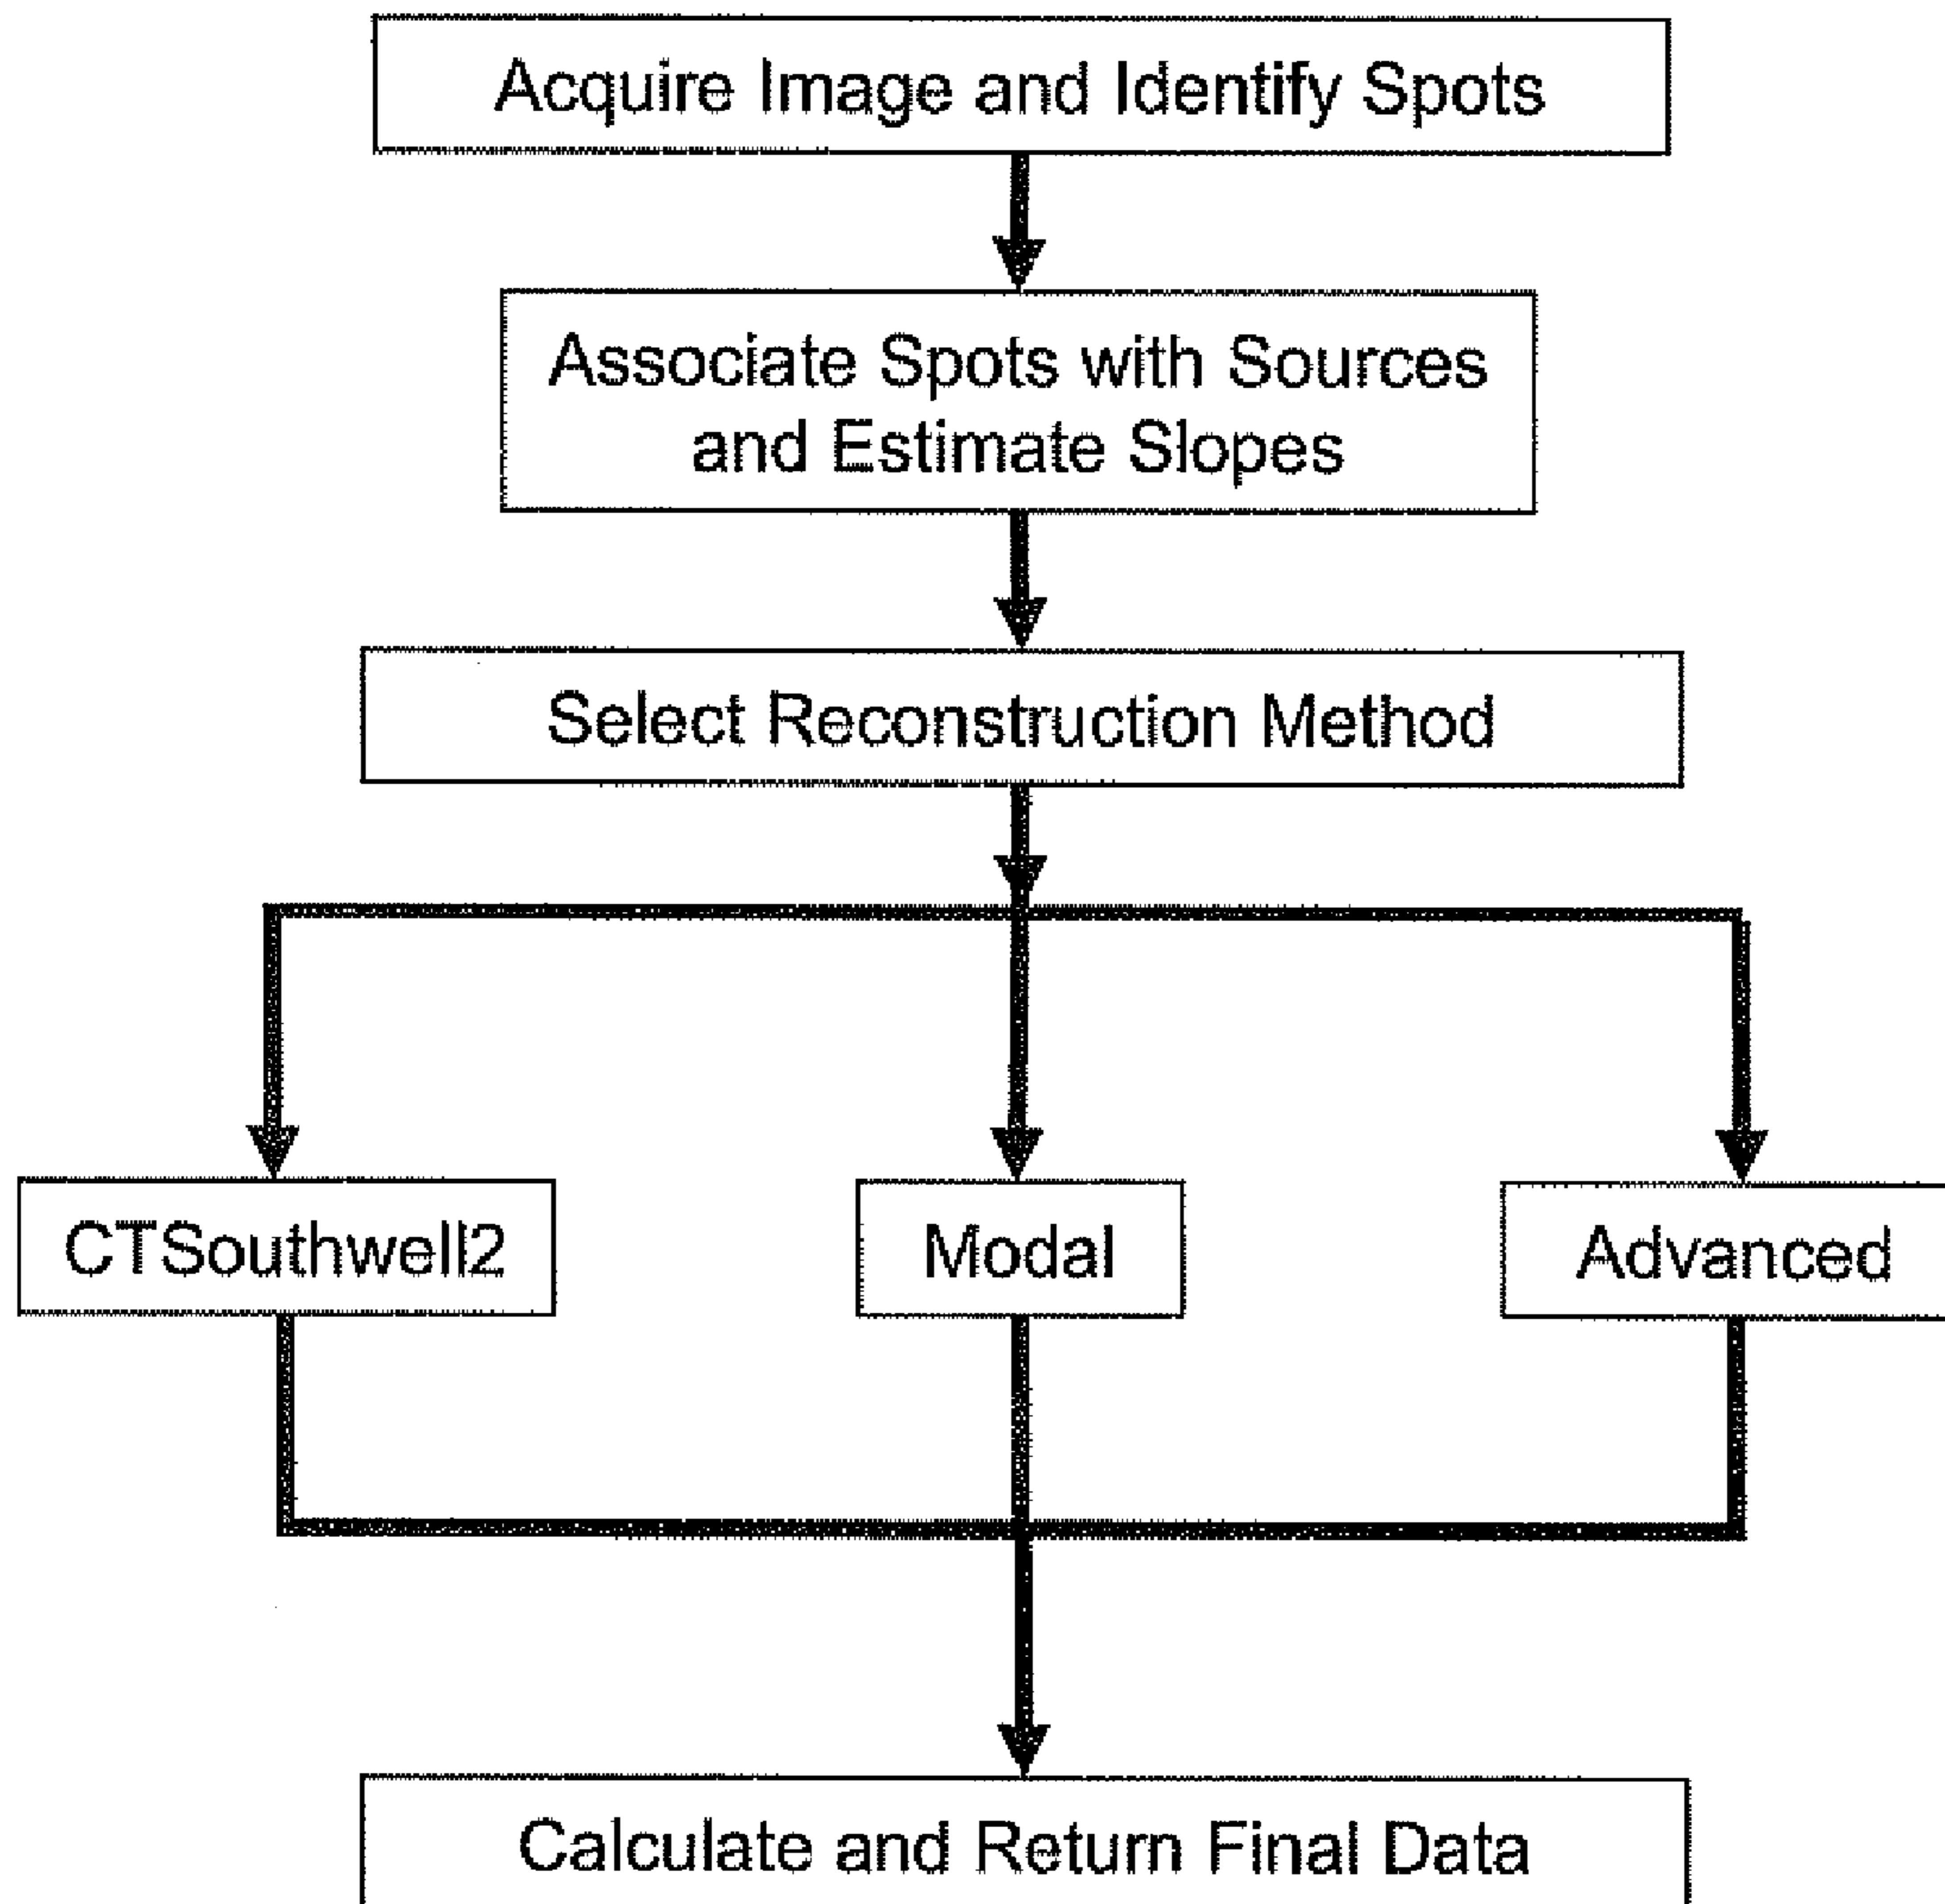 Acquire Image and Identify Spots
Associate Spots with Sources
and Estimate Slopes
Select Reconstruction Method
CTSouthwell2
Modal
Advanced
Calculate and Return Final Data